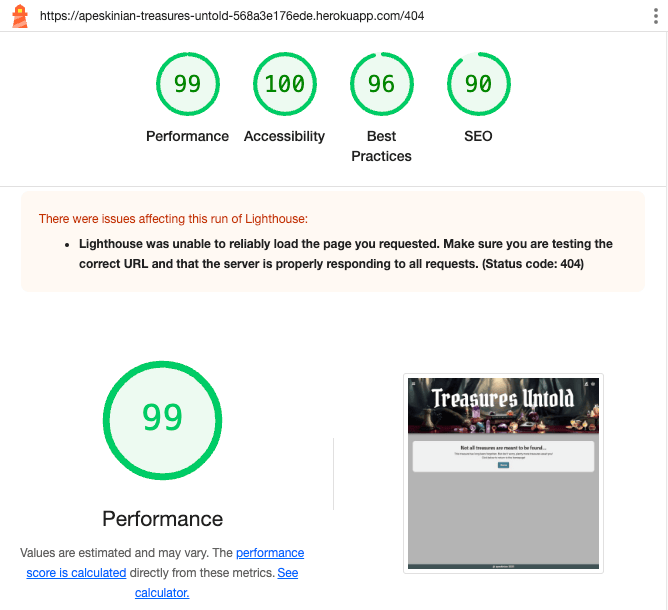 https://apeskinian-treasures-untold-568a3e176ede.herokuapp.com/404
99
100
96
90
Performance
Accessibility
Best
Practices
SEO
There were issues affecting this run of Lighthouse:
Lighthouse was unable to reliably load the page you requested. Make sure you are testing the
correct URL and that the server is properly responding to all requests. (Status code: 404)
99
Performance
Values are estimated and may vary. The performance
score is calculated directly from these metrics. See
calculator.
Treasures Untold
Not all treasures are meant to be found...